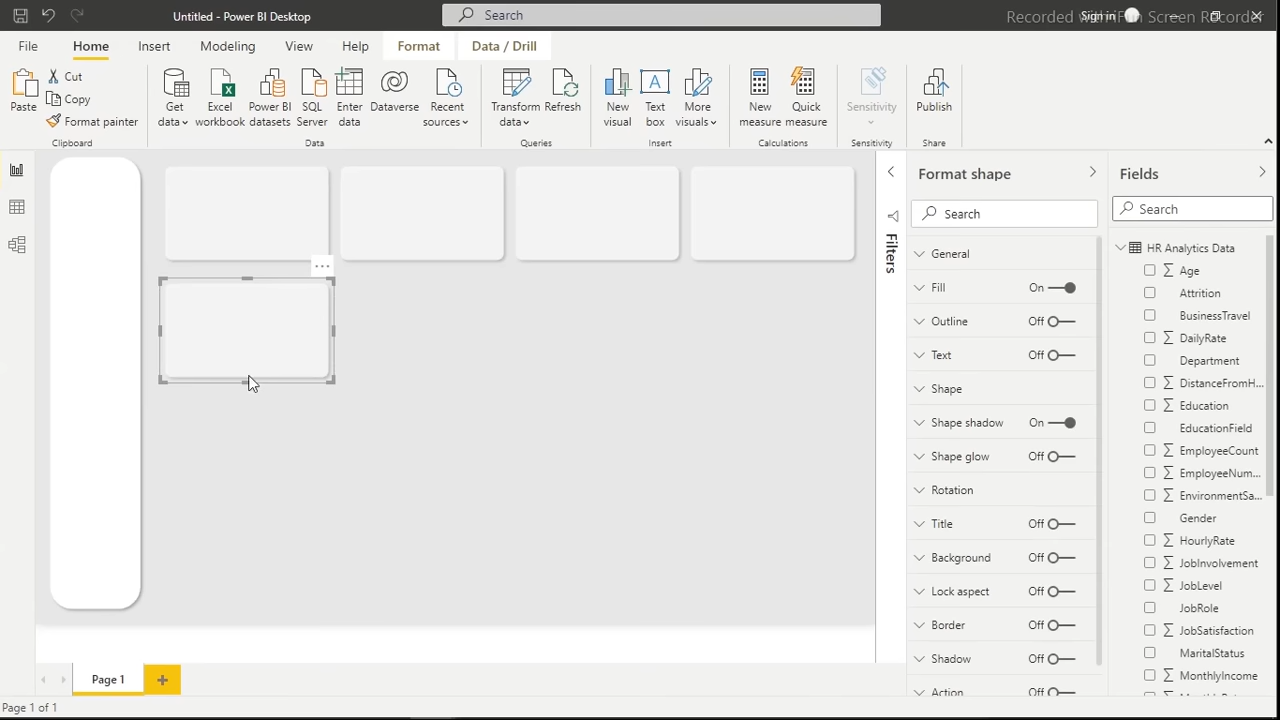 Untitled - Power BI Desktop
Search
Sign in
Recorded with iFun Screen Recorder
File
Home
Insert
Modeling
View
Help
Format
Data / Drill
Paste
Cut
Copy
Format painter
Get data
Excel workbook
Power BI datasets
SQL Server
Enter data
Dataverse
Recent sources
Transform data
Refresh
New visual
Text box
More visuals
New measure
Quick measure
Sensitivity
Publish
Clipboard
Data
Queries
Insert
Calculations
Sensitivity
Share
...
Filters
Format shape
Search
General
Fill On
Outline Off
Text Off
Shape
Shape shadow On
Shape glow Off
Rotation
Title Off
Background Off
Lock aspect Off
Border Off
Shadow Off
Action Off
Fields
Search
HR Analytics Data
Age
Attrition
BusinessTravel
DailyRate
Department
DistanceFromH...
Education
EducationField
EmployeeCount
EmployeeNum...
EnvironmentSa...
Gender
HourlyRate
JobInvolvement
JobLevel
JobRole
JobSatisfaction
MaritalStatus
MonthlyIncome
Page 1
Page 1 of 1